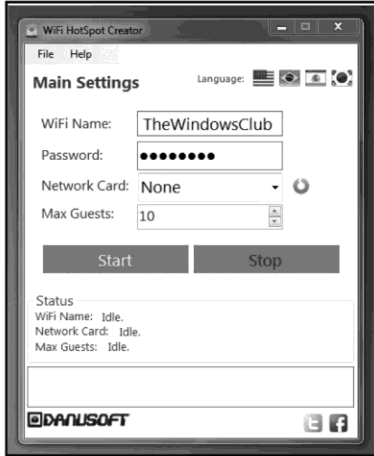 WiFi HotSpot Creator
File Help
Main Settings
Language:
WiFi Name: TheWindowsClub
Password: ●●●●●●●●
Network Card: None
Max Guests: 10
Start Stop
Status
WiFi Name: Idle.
Network Card: Idle.
Max Guests: Idle.
DANUSOFT